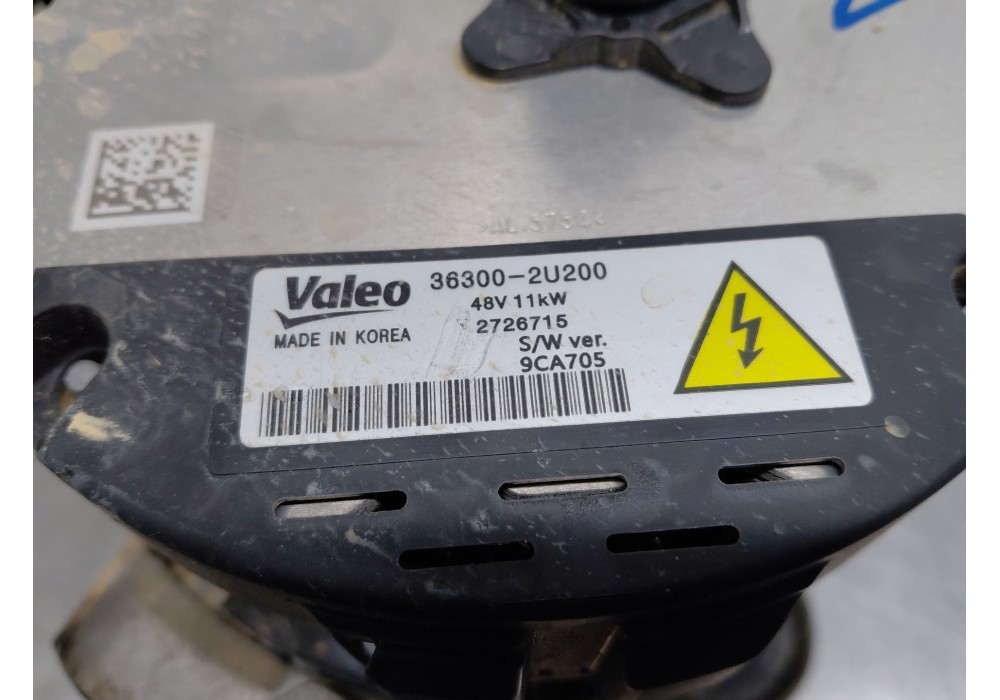 Valeo
MADE IN KOREA
36300-2U200
48V 11kW
2726715
S/W ver.
9CA705